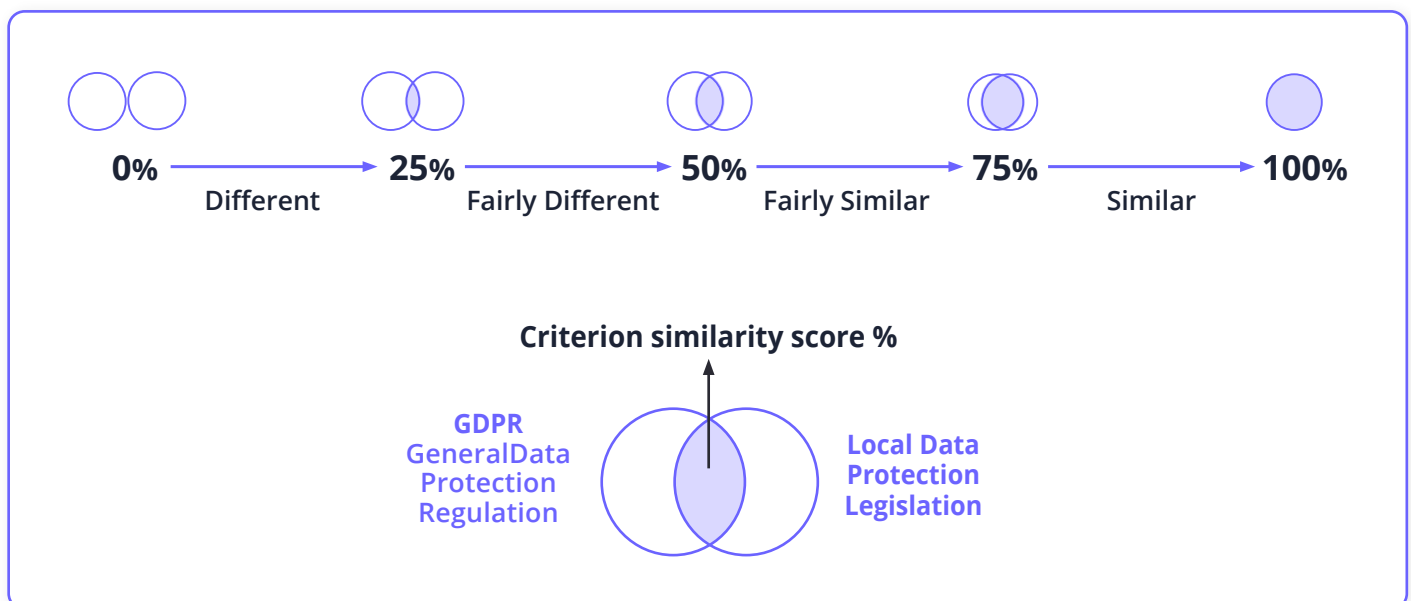 0% 25% 50% 75% 100%
Different Fairly Different Fairly Similar Similar
Criterion similarity score %
GDPR
GeneralData
Protection
Regulation
Local Data
Protection
Legislation